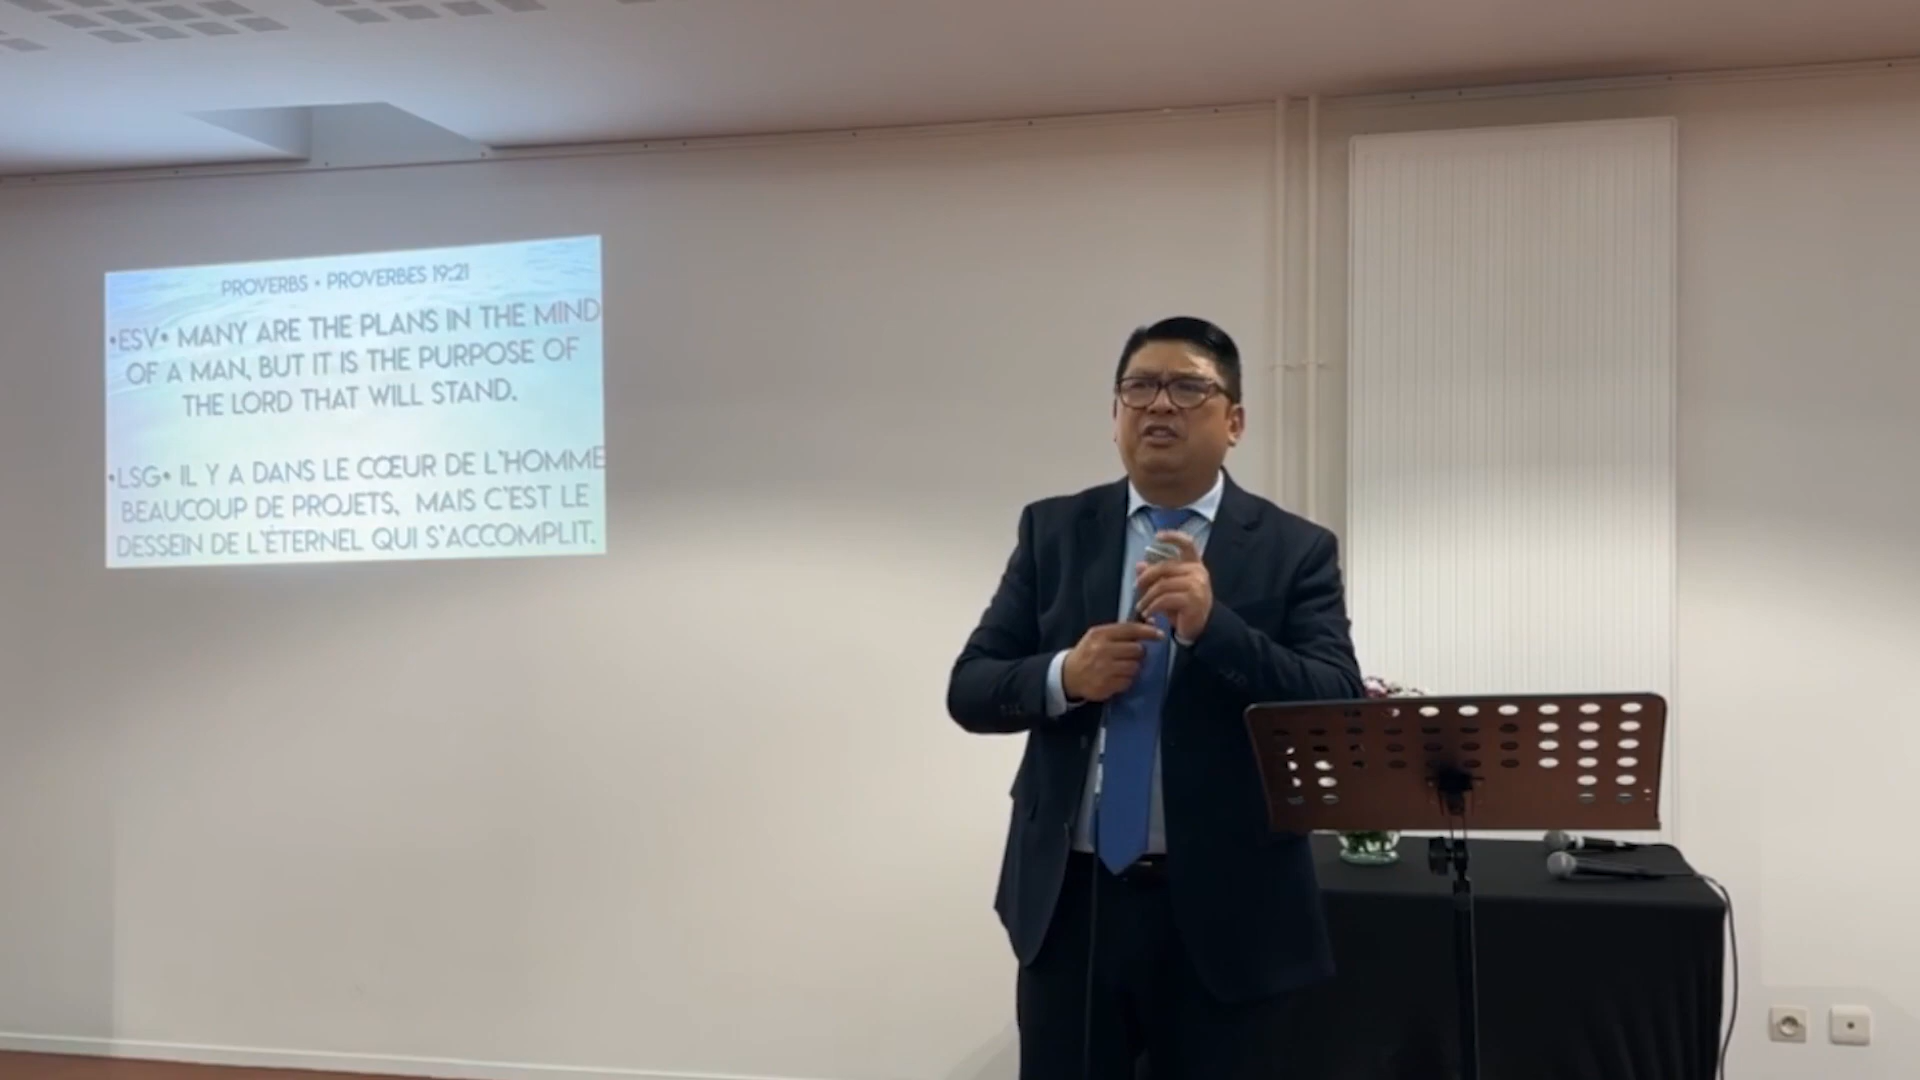 PROVERBS • PROVERBES 19:21
•ESV• MANY ARE THE PLANS IN THE MIND
OF A MAN, BUT IT IS THE PURPOSE OF
THE LORD THAT WILL STAND.
•LSG• IL Y A DANS LE CŒUR DE L'HOMME
BEAUCOUP DE PROJETS, MAIS C'EST LE
DESSEIN DE L'ÉTERNEL QUI S'ACCOMPLIT.